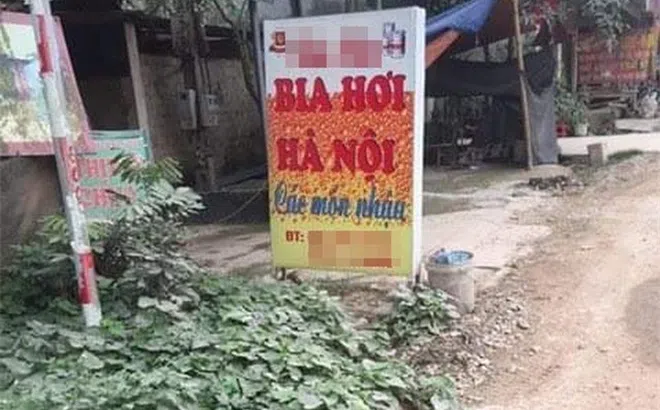 BIA HƠI
HÀ NỘI
Các món nhậu
ĐT: